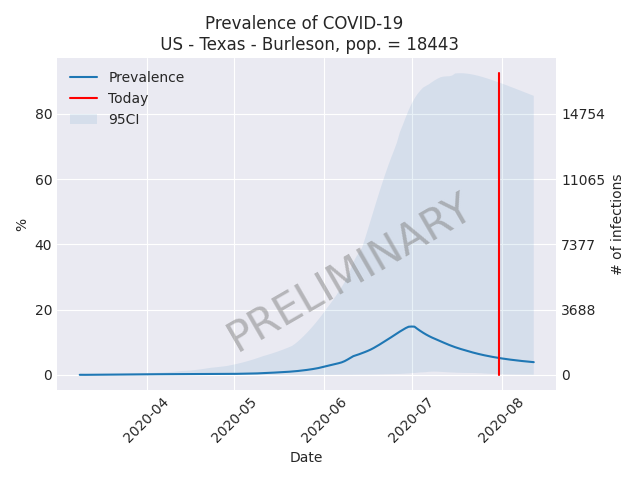 Prevalence of COVID-19
US - Texas - Burleson, pop. = 18443
Prevalence
Today
95CI
80
60
40
20
0
%
14754
11065
7377
3688
0
# of infections
PRELIMINARY
2020-04
2020-05
2020-06
2020-07
2020-08
Date